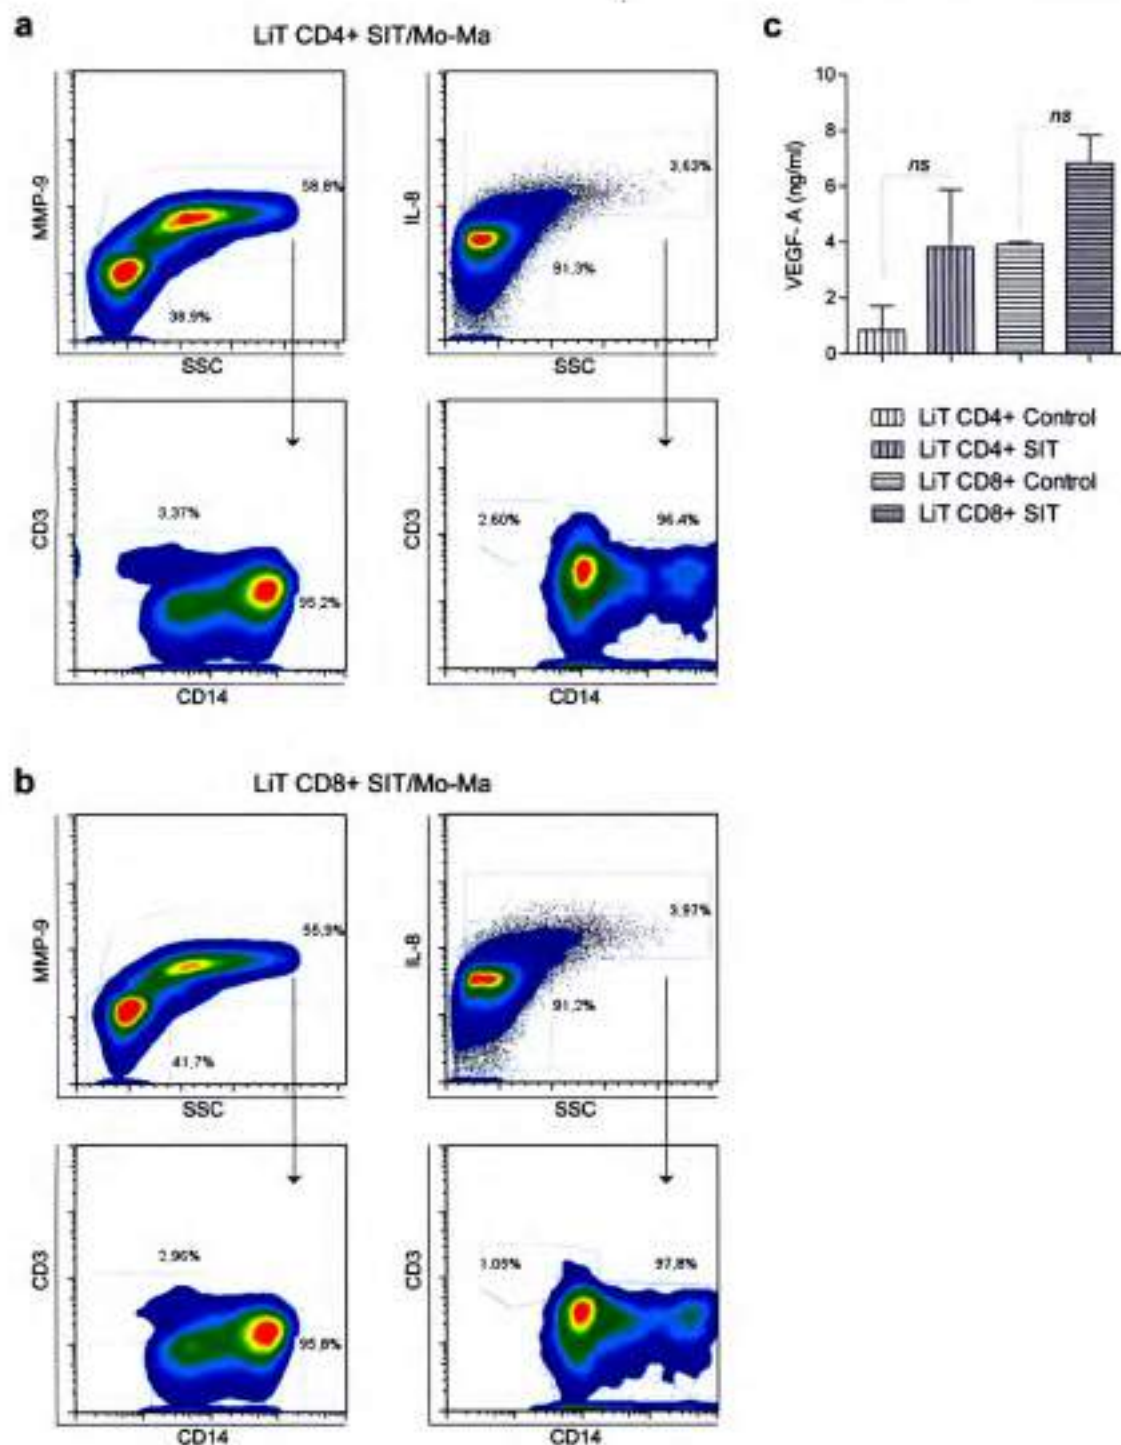 a
LiT CD4+ SIT/Mo-Ma
MMP-9
58,8%
38,9%
SSC
IL-8
3,63%
91,3%
SSC
CD3
3,37%
95,2%
CD14
CD3
2,60%
96,4%
CD14
b
LiT CD8+ SIT/Mo-Ma
MMP-9
55,9%
41,7%
SSC
IL-8
3,97%
91,2%
SSC
CD3
2,96%
95,8%
CD14
CD3
1,05%
97,8%
CD14
c
VEGF- A (ng/ml)
10
8
6
4
2
0
ns
ns
LiT CD4+ Control
LiT CD4+ SIT
LiT CD8+ Control
LiT CD8+ SIT